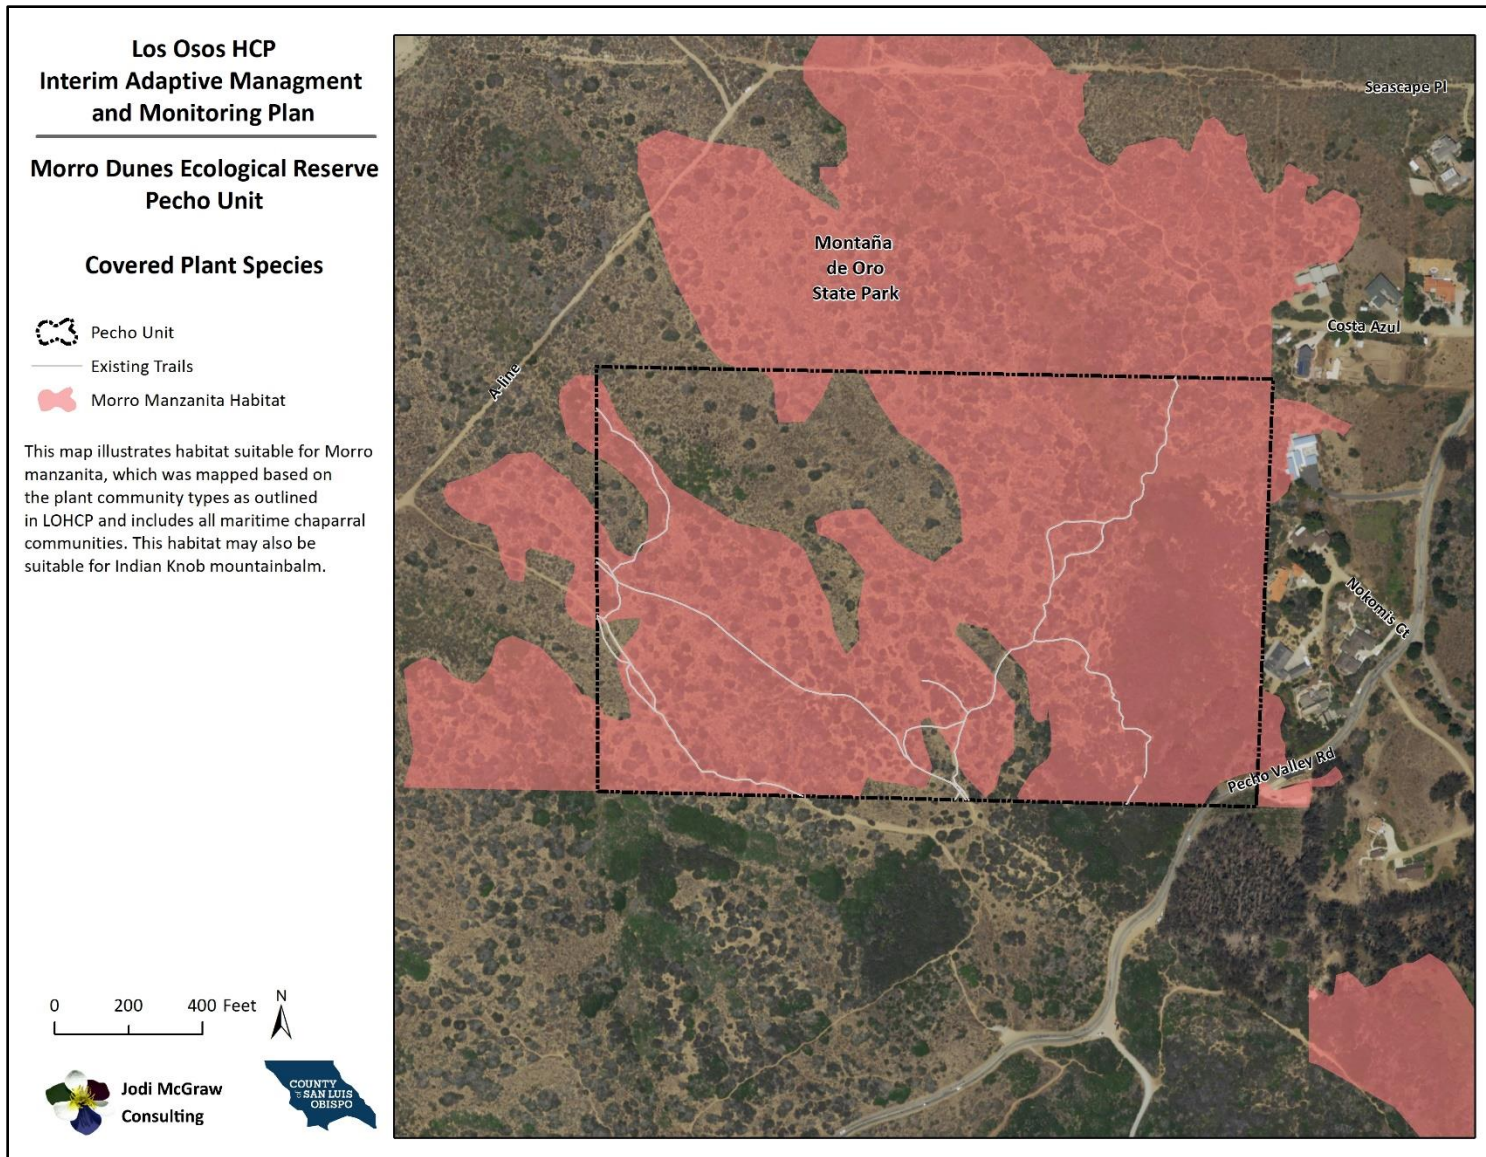 Los Osos HCP
Interim Adaptive Managment
and Monitoring Plan
Morro Dunes Ecological Reserve
Pecho Unit
Covered Plant Species
Pecho Unit
Existing Trails
Morro Manzanita Habitat
This map illustrates habitat suitable for Morro
manzanita, which was mapped based on
the plant community types as outlined
in LOHCP and includes all maritime chaparral
communities. This habitat may also be
suitable for Indian Knob mountainbalm.
0 200 400 Feet
N
Jodi McGraw
Consulting
COUNTY
OF SAN LUIS
OBISPO
Seascape Pl
Montaña
de Oro
State Park
Costa Azul
A-line
Nokomis Ct
Pecho Valley Rd